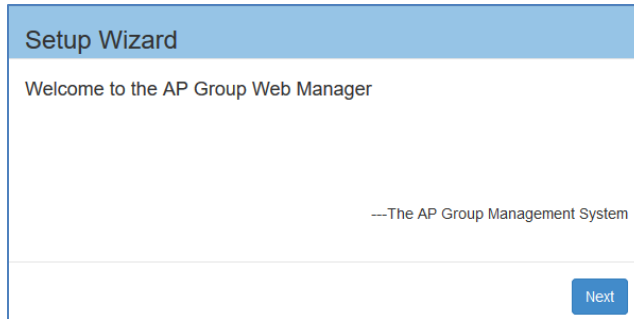 Setup Wizard
Welcome to the AP Group Web Manager
---The AP Group Management System
Next